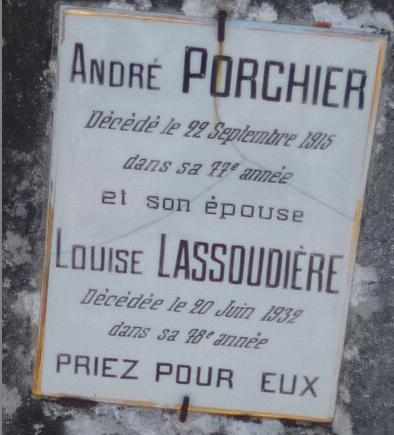 ANDRÉ PORCHIER
Décédé le 22 Septembre 1915
dans sa 77e année
et son épouse
LOUISE LASSOUDIÈRE
Décédée le 20 Juin 1932
dans sa 78e année
PRIEZ POUR EUX